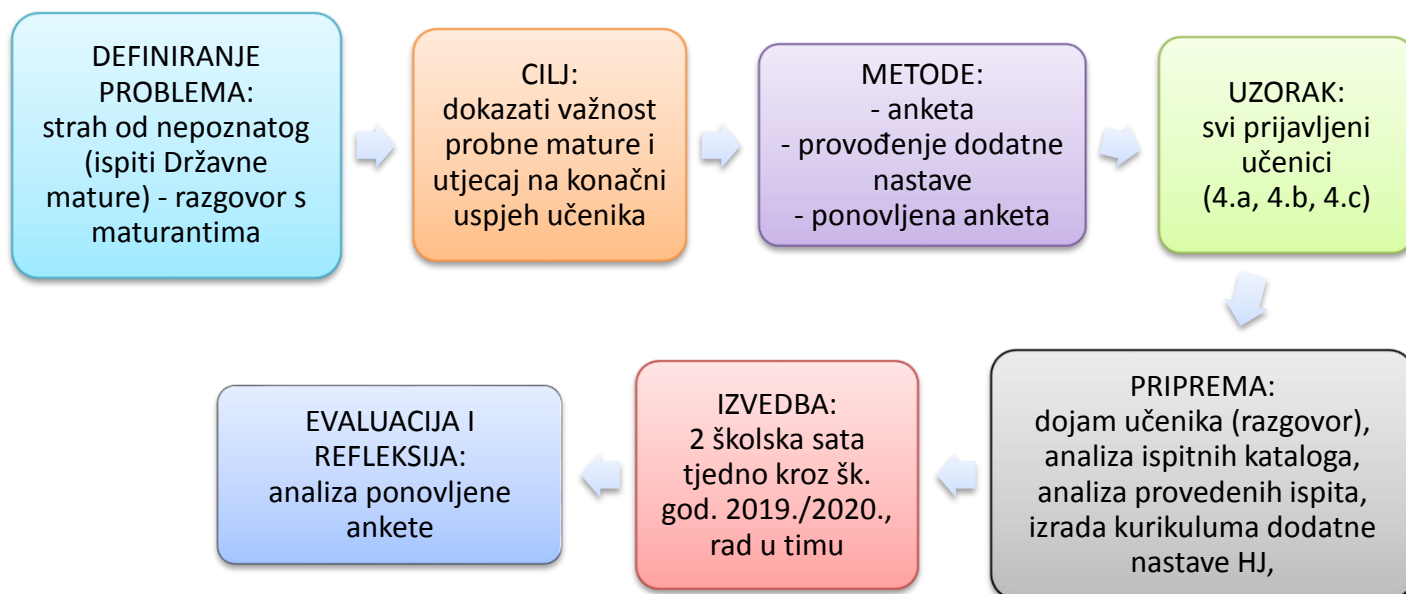 DEFINIRANJE
PROBLEMA:
strah od nepoznatog
(ispiti Državne
mature) - razgovor s
maturantima
CILJ:
dokazati važnost
probne mature i
utjecaj na konačni
uspjeh učenika
METODE:
- anketa
- provođenje dodatne
nastave
- ponovljena anketa
UZORAK:
svi prijavljeni
učenici
(4.a, 4.b, 4.c)
PRIPREMA:
dojam učenika (razgovor),
analiza ispitnih kataloga,
analiza provedenih ispita,
izrada kurikuluma dodatne
nastave HJ,
IZVEDBA:
2 školska sata
tjedno kroz šk.
god. 2019./2020.,
rad u timu
EVALUACIJA I
REFLEKSIJA:
analiza ponovljene
ankete